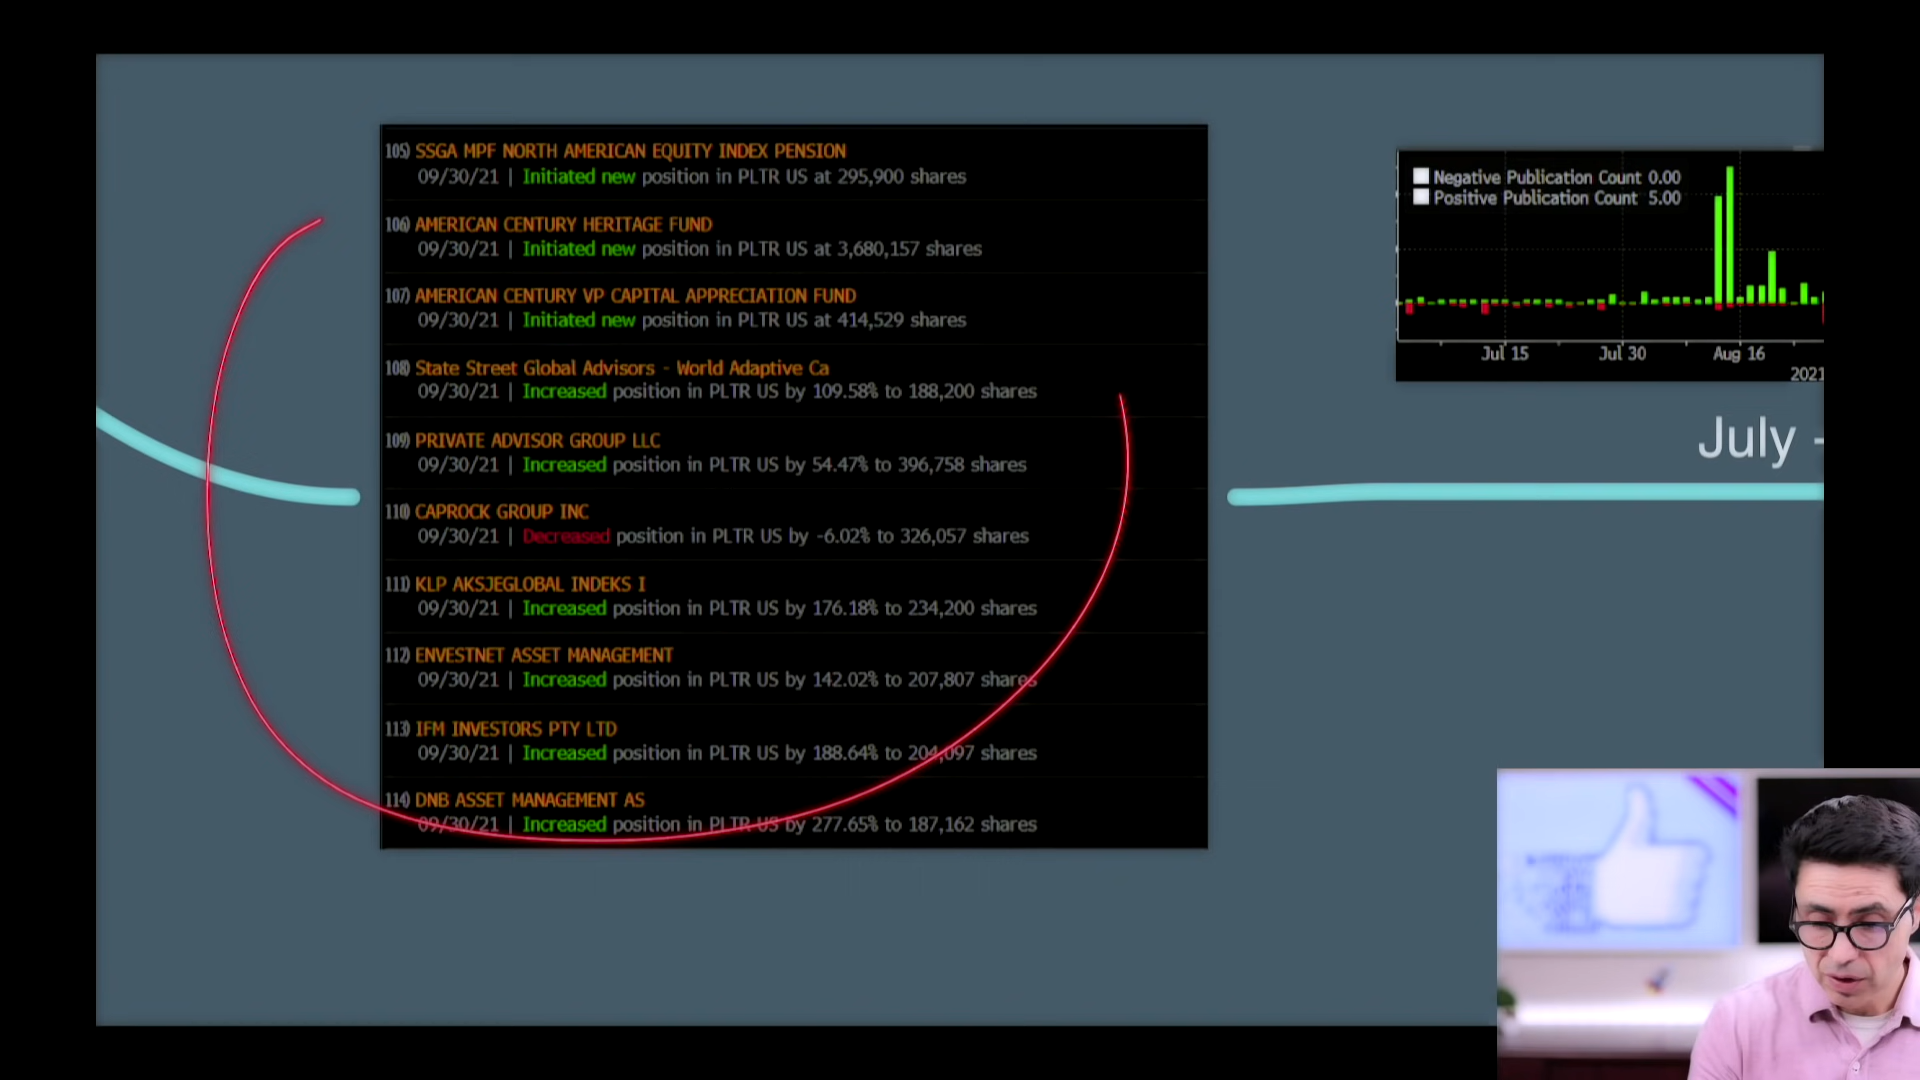 105) SSGA MPF NORTH AMERICAN EQUITY INDEX PENSION
09/30/21 | Initiated new position in PLTR US at 295,900 shares
106) AMERICAN CENTURY HERITAGE FUND
09/30/21 | Initiated new position in PLTR US at 3,680,157 shares
107) AMERICAN CENTURY VP CAPITAL APPRECIATION FUND
09/30/21 | Initiated new position in PLTR US at 414,529 shares
108) State Street Global Advisors - World Adaptive Ca
09/30/21 | Increased position in PLTR US by 109.58% to 188,200 shares
109) PRIVATE ADVISOR GROUP LLC
09/30/21 | Increased position in PLTR US by 54.47% to 396,758 shares
110) CAPROCK GROUP INC
09/30/21 | Decreased position in PLTR US by -6.02% to 326,057 shares
111) KLP AKSJEGLOBAL INDEKS I
09/30/21 | Increased position in PLTR US by 176.18% to 234,200 shares
112) ENVESTNET ASSET MANAGEMENT
09/30/21 | Increased position in PLTR US by 142.02% to 207,807 shares
113) IFM INVESTORS PTY LTD
09/30/21 | Increased position in PLTR US by 188.64% to 204,097 shares
114) DNB ASSET MANAGEMENT AS
09/30/21 | Increased position in PLTR US by 277.65% to 187,162 shares
Negative Publication Count 0.00
Positive Publication Count 5.00
Jul 15 Jul 30 Aug 16
2021
July -